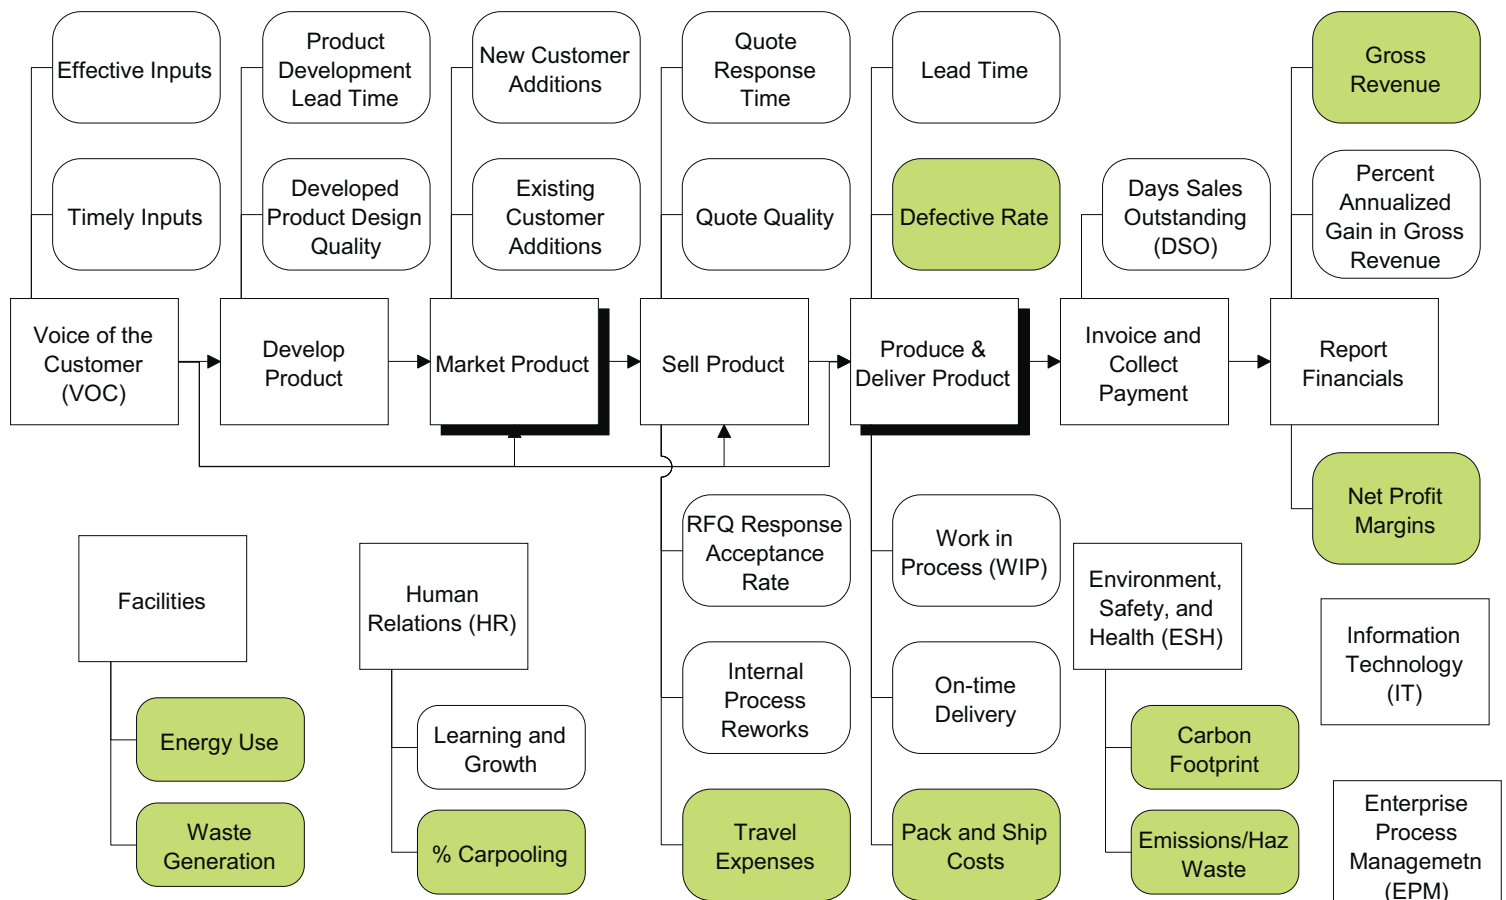 Effective Inputs
Product
Development
Lead Time
New Customer
Additions
Quote
Response
Time
Lead Time
Gross
Revenue
Timely Inputs
Developed
Product Design
Quality
Existing
Customer
Additions
Quote Quality
Defective Rate
Days Sales
Outstanding
(DSO)
Percent
Annualized
Gain in Gross
Revenue
Voice of the
Customer
(VOC)
Develop
Product
Market Product
Sell Product
Produce &
Deliver Product
Invoice and
Collect
Payment
Report
Financials
RFQ Response
Acceptance
Rate
Work in
Process (WIP)
Net Profit
Margins
Facilities
Human
Relations (HR)
Environment,
Safety, and
Health (ESH)
Information
Technology
(IT)
Internal
Process
Reworks
On-time
Delivery
Energy Use
Learning and
Growth
Carbon
Footprint
Waste
Generation
% Carpooling
Travel
Expenses
Pack and Ship
Costs
Emissions/Haz
Waste
Enterprise
Process
Managemetn
(EPM)